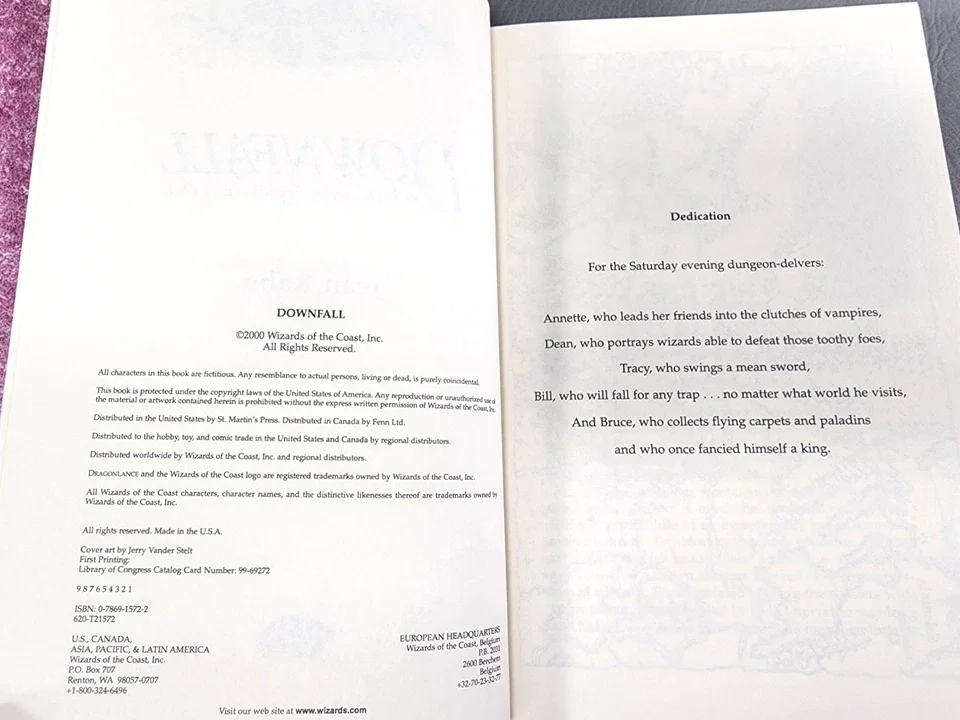 DOWNFALL
©2000 Wizards of the Coast, Inc.
All Rights Reserved.
All characters in this book are fictitious. Any resemblance to actual persons, living or dead, is purely coincidental.
This book is protected under the copyright laws of the United States of America. Any reproduction or unauthorized use of
the material or artwork contained herein is prohibited without the express written permission of Wizards of the Coast, Inc.
Distributed in the United States by St. Martin's Press. Distributed in Canada by Fenn Ltd.
Distributed to the hobby, toy, and comic trade in the United States and Canada by regional distributors.
Distributed worldwide by Wizards of the Coast, Inc. and regional distributors.
DRAGONLANCE and the Wizards of the Coast logo are registered trademarks owned by Wizards of the Coast, Inc.
All Wizards of the Coast characters, character names, and the distinctive likenesses thereof are trademarks owned by
Wizards of the Coast, Inc.
All rights reserved. Made in the U.S.A.
Cover art by Jerry Vander Stelt
First Printing:
Library of Congress Catalog Card Number: 99-69272
9 8 7 6 5 4 3 2 1
ISBN: 0-7869-1572-2
620-T21572
U.S., CANADA,
ASIA, PACIFIC, & LATIN AMERICA
Wizards of the Coast, Inc.
P.O. Box 707
Renton, WA 98057-0707
+1-800-324-6496
EUROPEAN HEADQUARTERS
Wizards of the Coast, Belgium
P.B. 2031
2600 Berchem
Belgium
+32-70-23-32-77
Visit our web site at www.wizards.com
Dedication
For the Saturday evening dungeon-delvers:
Annette, who leads her friends into the clutches of vampires,
Dean, who portrays wizards able to defeat those toothy foes,
Tracy, who swings a mean sword,
Bill, who will fall for any trap . . . no matter what world he visits,
And Bruce, who collects flying carpets and paladins
and who once fancied himself a king.